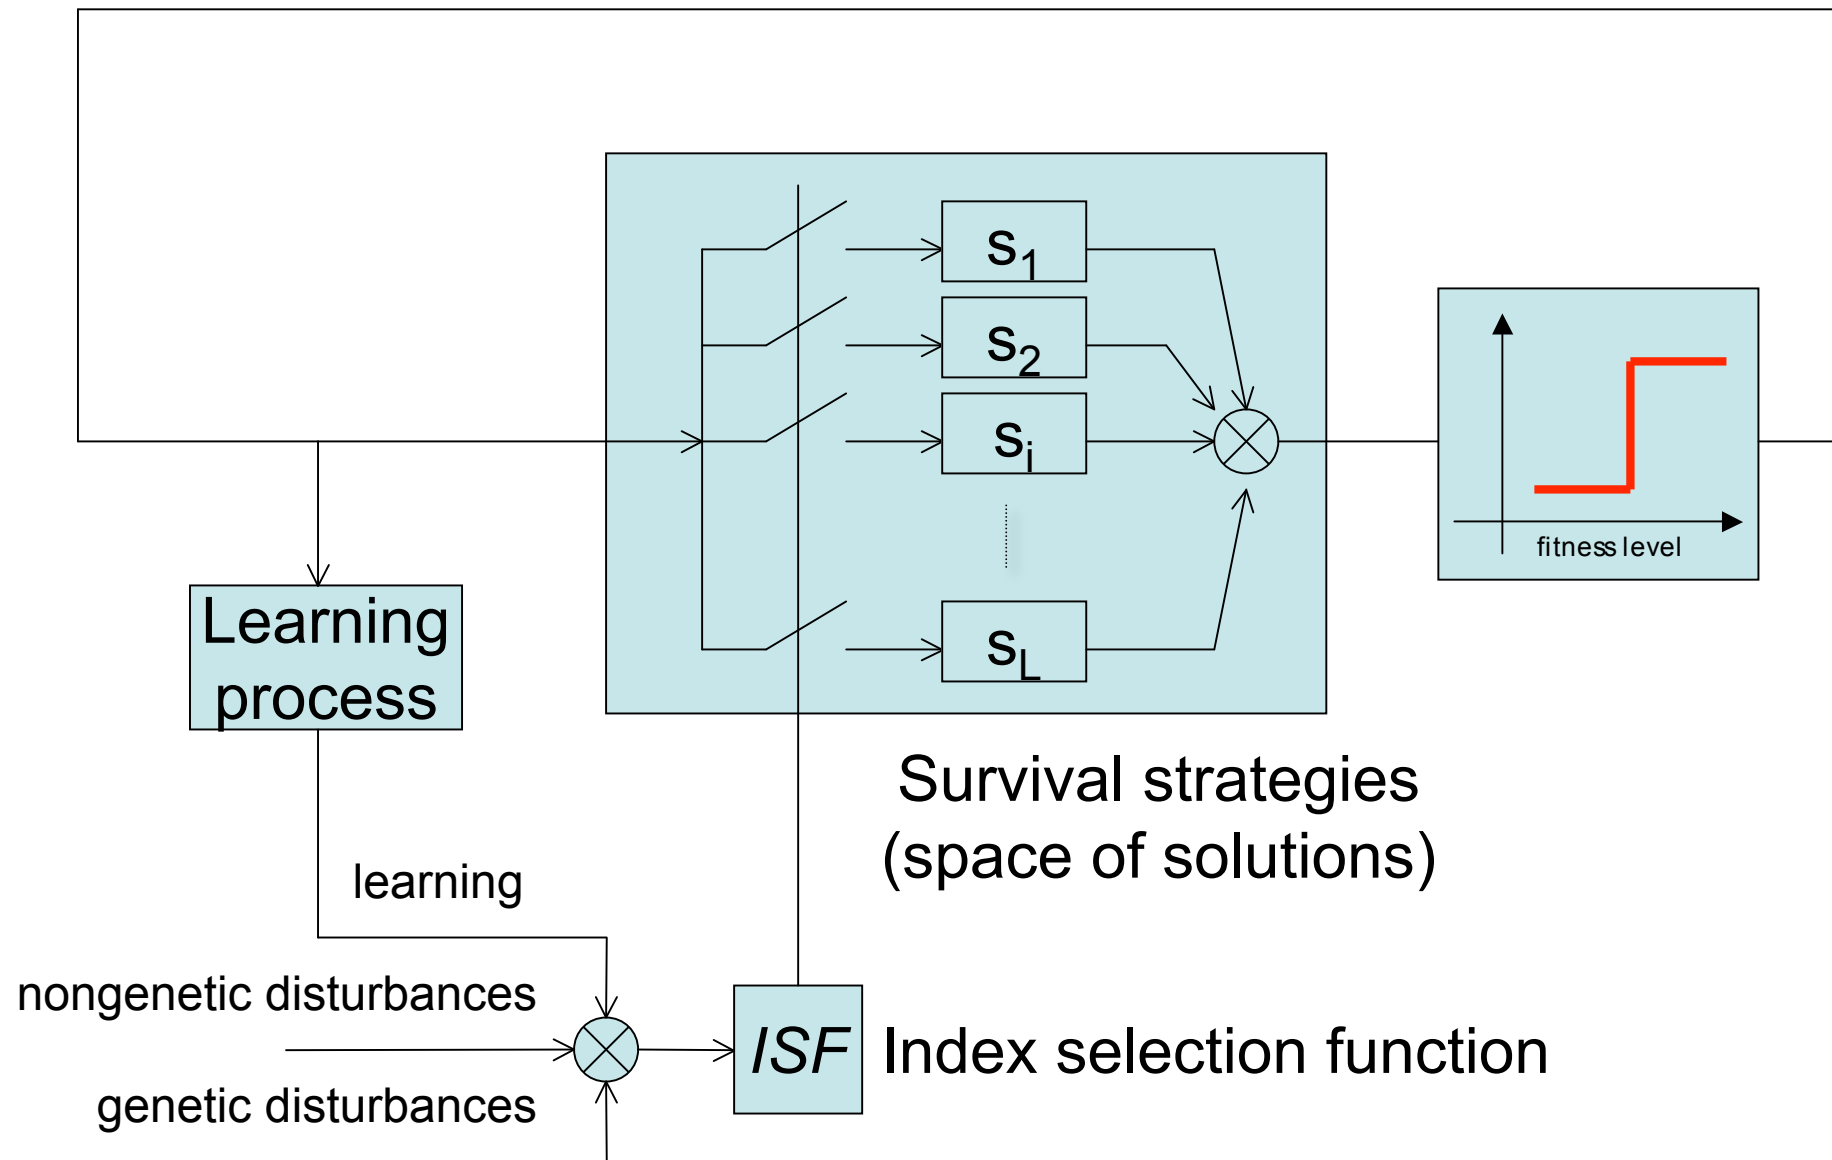 s1
s2
si
sL
fitness level
Learning
process
Survival strategies
(space of solutions)
learning
nongenetic disturbances
ISF
Index selection function
genetic disturbances